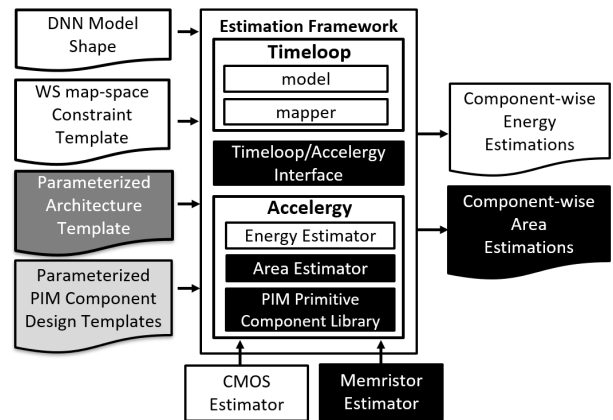 DNN Model
Shape
WS map-space
Constraint
Template
Parameterized
Architecture
Template
Parameterized
PIM Component
Design Templates
Estimation Framework
Timeloop
model
mapper
Timeloop/Accelergy
Interface
Accelergy
Energy Estimator
Area Estimator
PIM Primitive
Component Library
CMOS
Estimator
Memristor
Estimator
Component-wise
Energy
Estimations
Component-wise
Area
Estimations